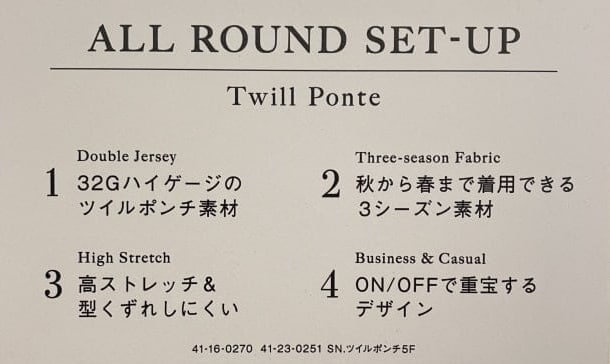 ALL ROUND SET-UP
Twill Ponte
1
Double Jersey
32Gハイゲージの
ツイルポンチ素材
2
Three-season Fabric
秋から春まで着用できる
3シーズン素材
3
High Stretch
高ストレッチ&
型くずれしにくい
4
Business & Casual
ON/OFFで重宝する
デザイン
41-16-0270 41-23-0251 SN.ツイルポンチ5F